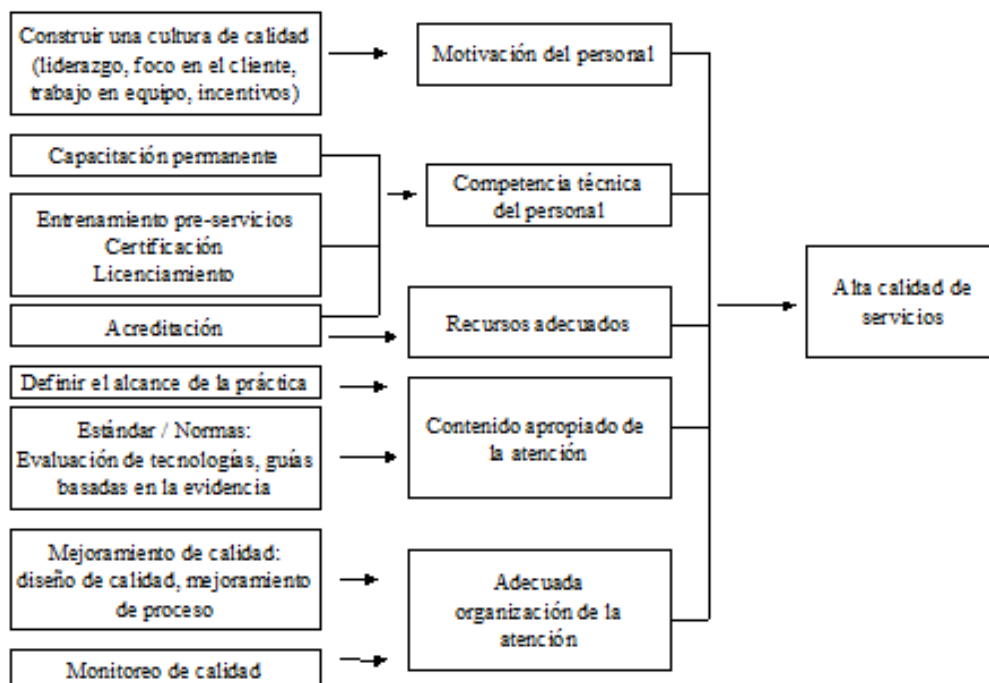 Construir una cultura de calidad
(liderazgo, foco en el cliente,
trabajo en equipo, incentivos)
Motivación del personal
Capacitación permanente
Competencia técnica
del personal
Entrenamiento pre-servicios
Certificación
Licenciamiento
Acreditación
Recursos adecuados
Alta calidad de
servicios
Definir el alcance de la práctica
Estándar / Normas:
Evaluación de tecnologías, guías
basadas en la evidencia
Contenido apropiado de
la atención
Mejoramiento de calidad:
diseño de calidad, mejoramiento
de proceso
Adecuada
organización de la
atención
Monitoreo de calidad